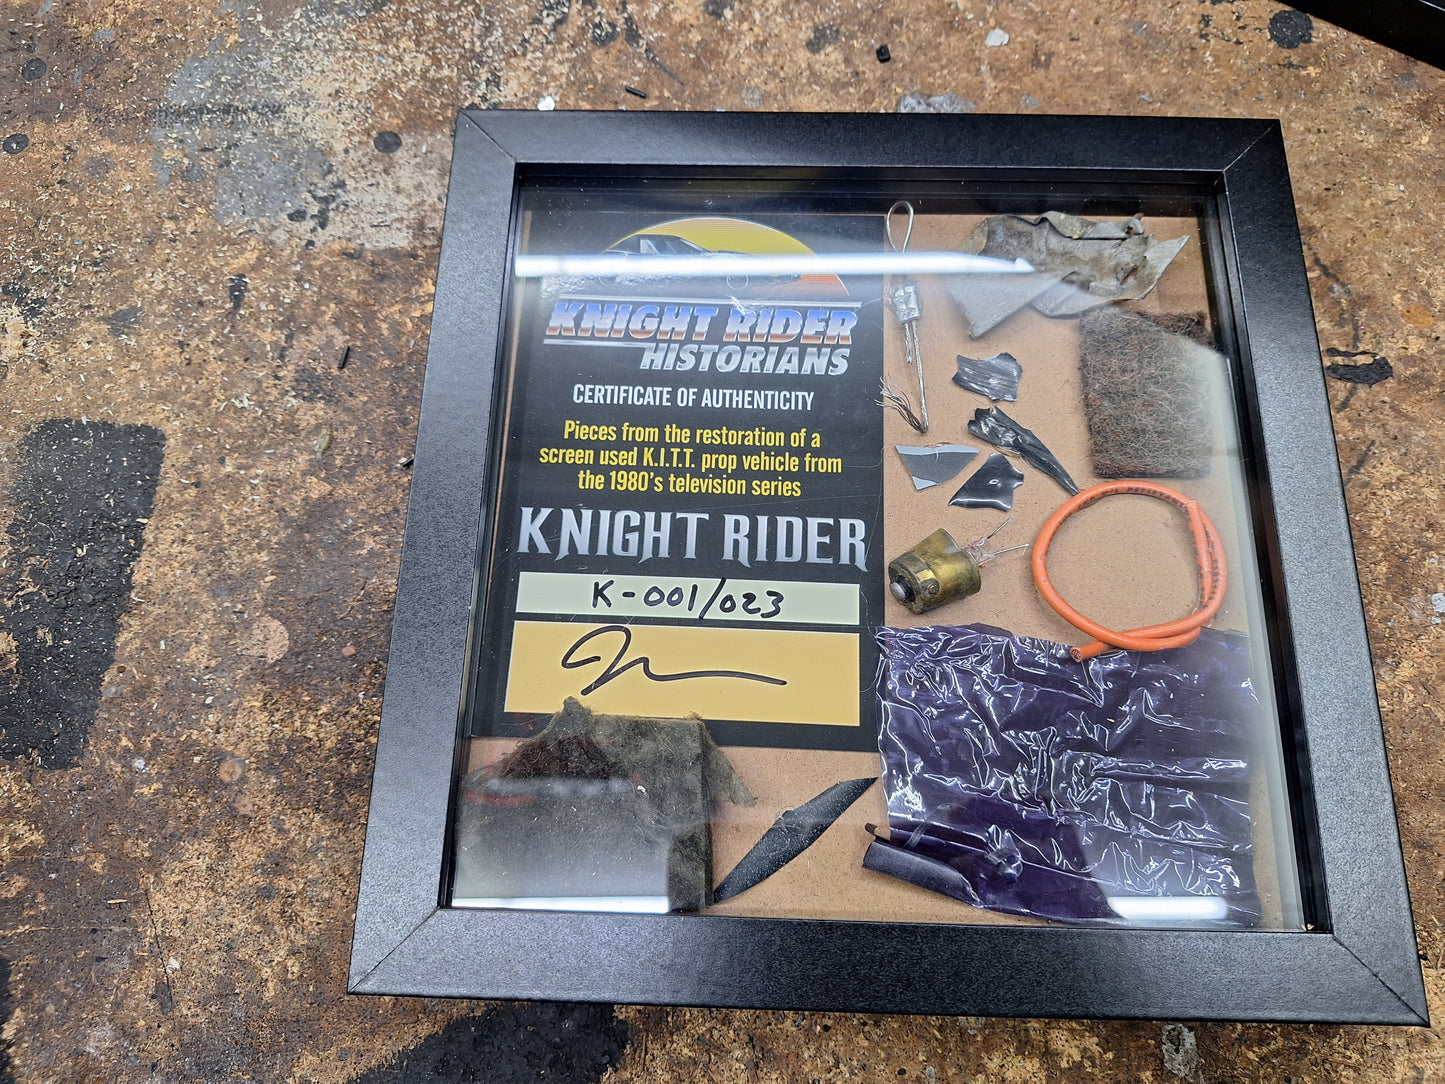 KNIGHT RIDER
HISTORIANS
CERTIFICATE OF AUTHENTICITY
Pieces from the restoration of a
screen used K.I.T.T. prop vehicle from
the 1980's television series
KNIGHT RIDER
K-001/023